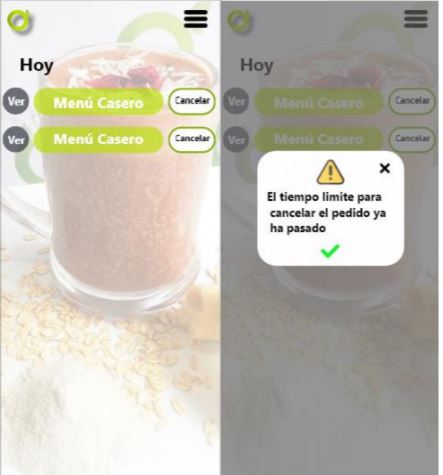 Hoy
Ver Menú Casero Cancelar
Ver Menú Casero Cancelar
Hoy
Ver Menú Casero Cancelar
Ver Menú Casero Cancelar
El tiempo limite para
cancelar el pedido ya
ha pasado